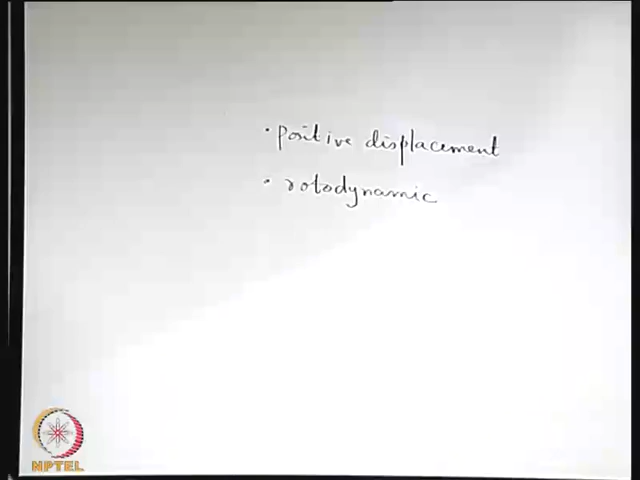 • positive displacement
• rotodynamic
NPTEL